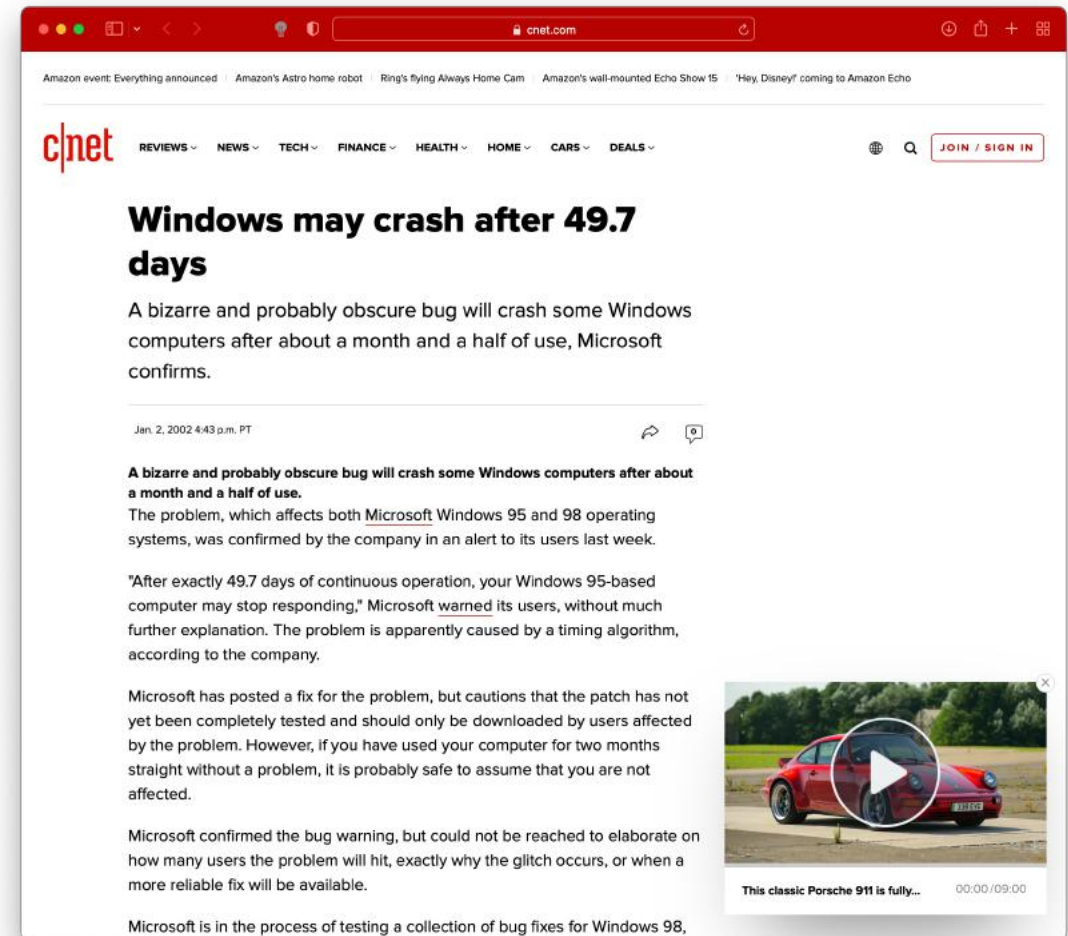 cnet.com
Amazon event: Everything announced Amazon's Astro home robot Ring's flying Always Home Cam Amazon's wall-mounted Echo Show 15 'Hey, Disney!' coming to Amazon Echo
c|net REVIEWS NEWS TECH FINANCE HEALTH HOME CARS DEALS JOIN / SIGN IN
Windows may crash after 49.7
days
A bizarre and probably obscure bug will crash some Windows
computers after about a month and a half of use, Microsoft
confirms.
Jan. 2, 2002 4:43 p.m. PT
0
A bizarre and probably obscure bug will crash some Windows computers after about
a month and a half of use.
The problem, which affects both Microsoft Windows 95 and 98 operating
systems, was confirmed by the company in an alert to its users last week.
"After exactly 49.7 days of continuous operation, your Windows 95-based
computer may stop responding," Microsoft warned its users, without much
further explanation. The problem is apparently caused by a timing algorithm,
according to the company.
Microsoft has posted a fix for the problem, but cautions that the patch has not
yet been completely tested and should only be downloaded by users affected
by the problem. However, if you have used your computer for two months
straight without a problem, it is probably safe to assume that you are not
affected.
Microsoft confirmed the bug warning, but could not be reached to elaborate on
how many users the problem will hit, exactly why the glitch occurs, or when a
more reliable fix will be available.
Microsoft is in the process of testing a collection of bug fixes for Windows 98,
This classic Porsche 911 is fully... 00:00/09:00